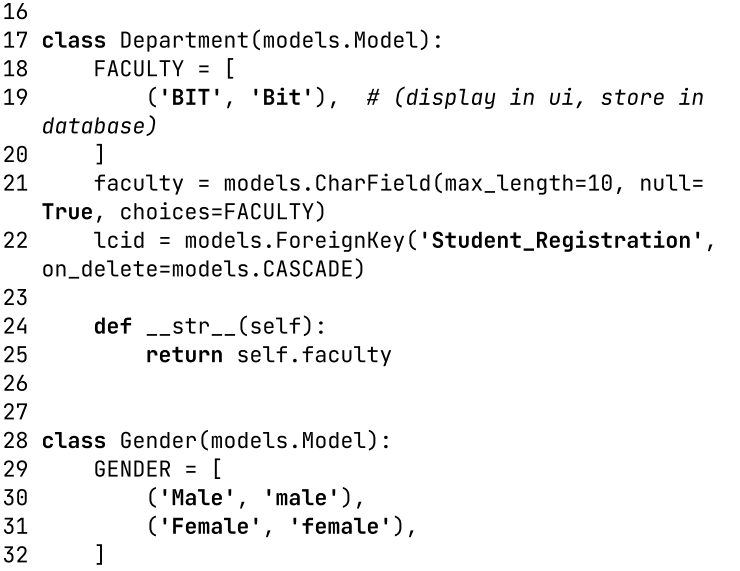 16
17 class Department(models.Model):
18     FACULTY = [
19         ('BIT', 'Bit'),  # (display in ui, store in
database)
20     ]
21     faculty = models.CharField(max_length=10, null=
True, choices=FACULTY)
22     lcid = models.ForeignKey('Student_Registration',
on_delete=models.CASCADE)
23
24     def __str__(self):
25         return self.faculty
26
27
28 class Gender(models.Model):
29     GENDER = [
30         ('Male', 'male'),
31         ('Female', 'female'),
32     ]